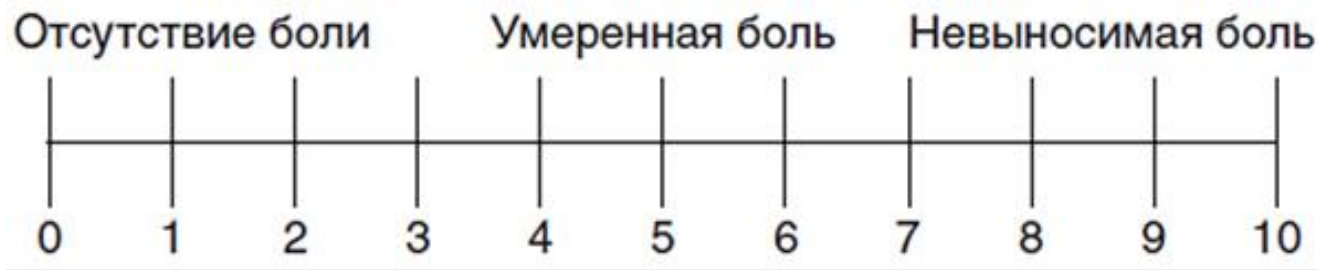 Отсутствие боли Умеренная боль Невыносимая боль
0 1 2 3 4 5 6 7 8 9 10